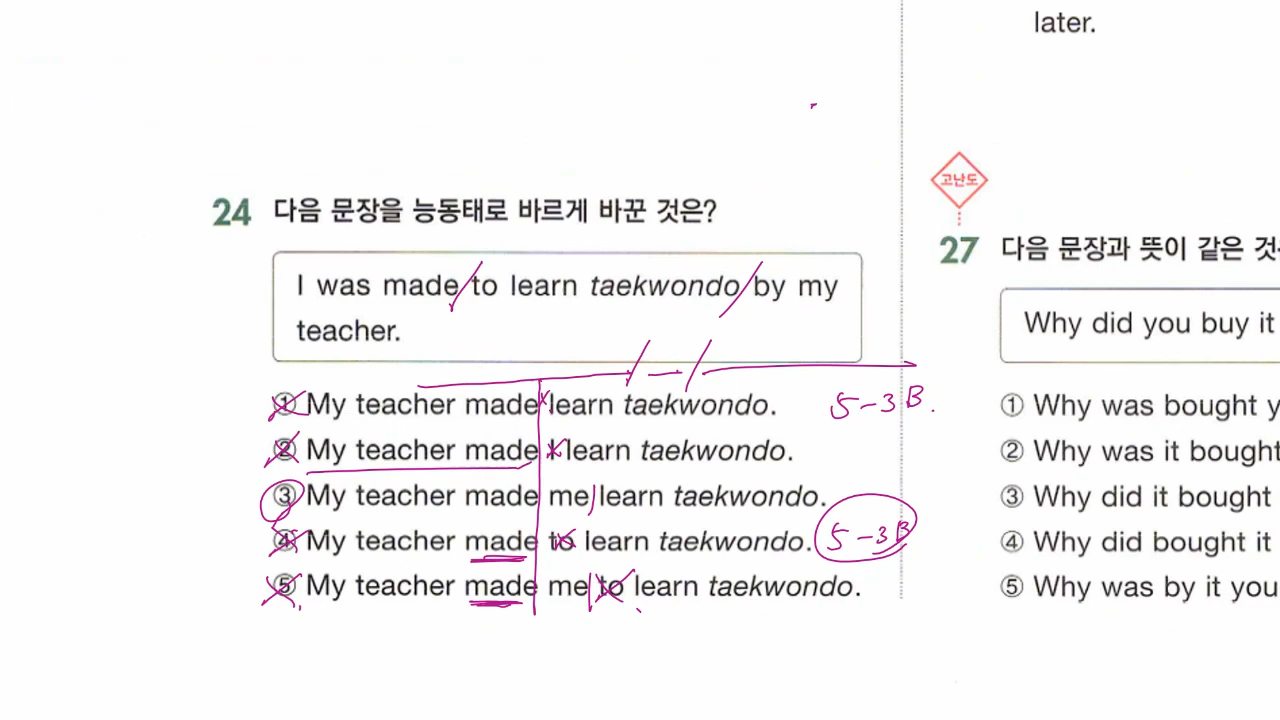 later.
24 다음 문장을 능동태로 바르게 바꾼 것은?
I was made to learn taekwondo by my
teacher.
① My teacher made learn taekwondo.
② My teacher made I learn taekwondo.
③ My teacher made me learn taekwondo.
④ My teacher made to learn taekwondo.
⑤ My teacher made me to learn taekwondo.
5-3B.
5-3B
고난도
27 다음 문장과 뜻이 같은 것
Why did you buy it
① Why was bought y
② Why was it bought
③ Why did it bought
④ Why did bought it
⑤ Why was by it you